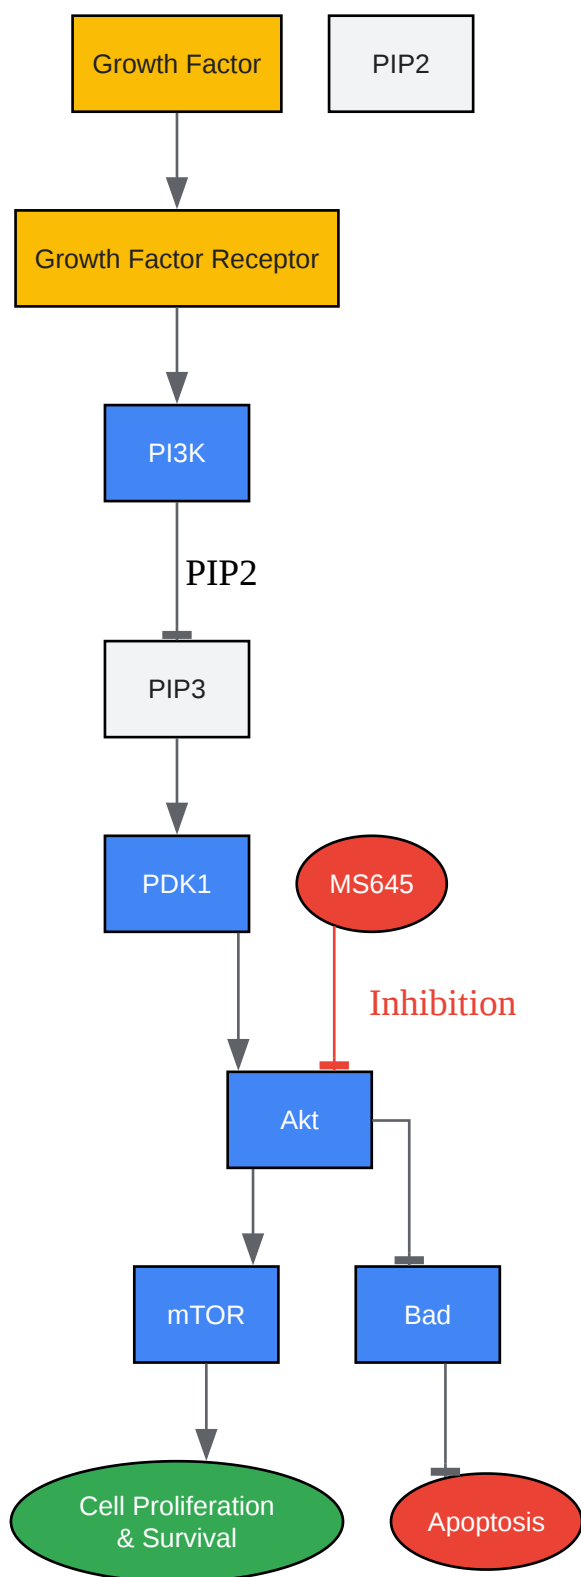 Growth Factor
PIP2
Growth Factor Receptor
PI3K
PIP2
PIP3
PDK1
MS645
Inhibition
Akt
mTOR
Bad
Cell Proliferation
& Survival
Apoptosis